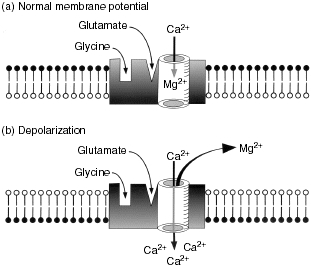 (a) Normal membrane potential
Glutamate
Ca2+
Glycine
Mg2+
(b) Depolarization
Glutamate
Ca2+
Mg2+
Glycine
Ca2+
Ca2+
Ca2+